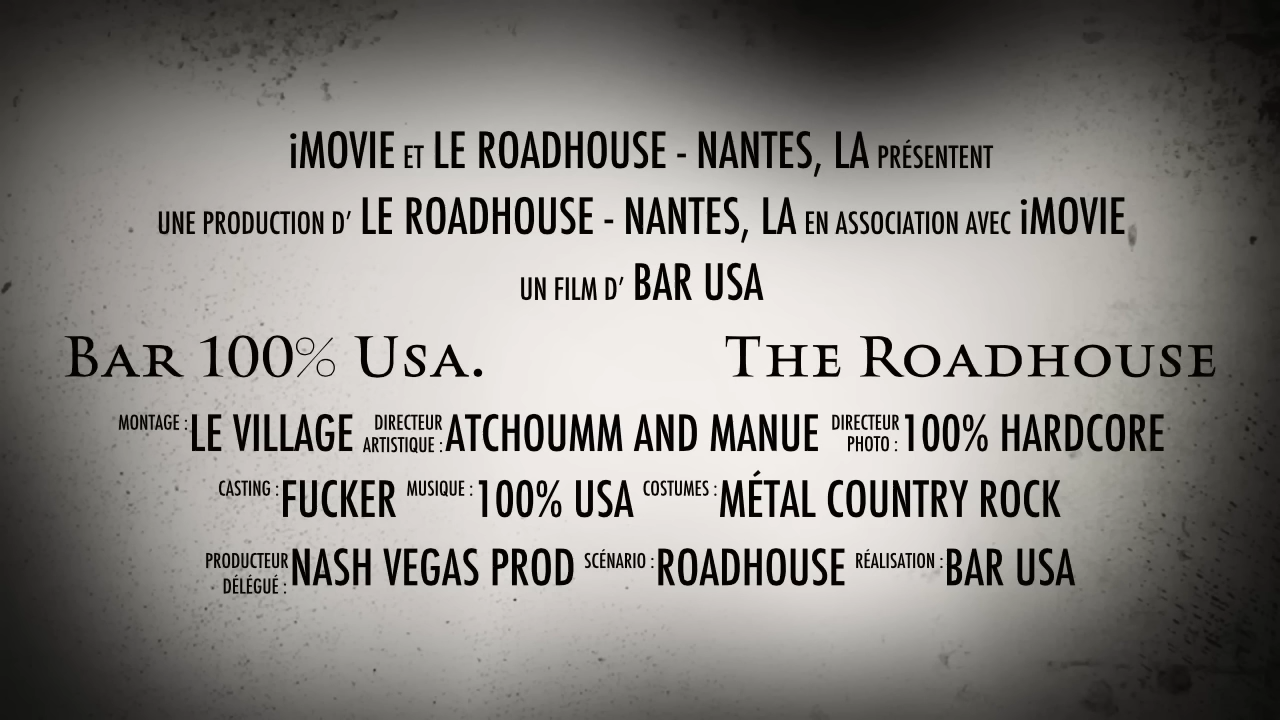 iMOVIE ET LE ROADHOUSE - NANTES, LA PRÉSENTENT
UNE PRODUCTION D’ LE ROADHOUSE - NANTES, LA EN ASSOCIATION AVEC iMOVIE
UN FILM D’ BAR USA
BAR 100% USA. THE ROADHOUSE
MONTAGE : LE VILLAGE DIRECTEUR ARTISTIQUE : ATCHOUMM AND MANUE DIRECTEUR PHOTO : 100% HARDCORE
CASTING : FUCKER MUSIQUE : 100% USA COSTUMES : MÉTAL COUNTRY ROCK
PRODUCTEUR DÉLÉGUÉ : NASH VEGAS PROD SCÉNARIO : ROADHOUSE RÉALISATION : BAR USA